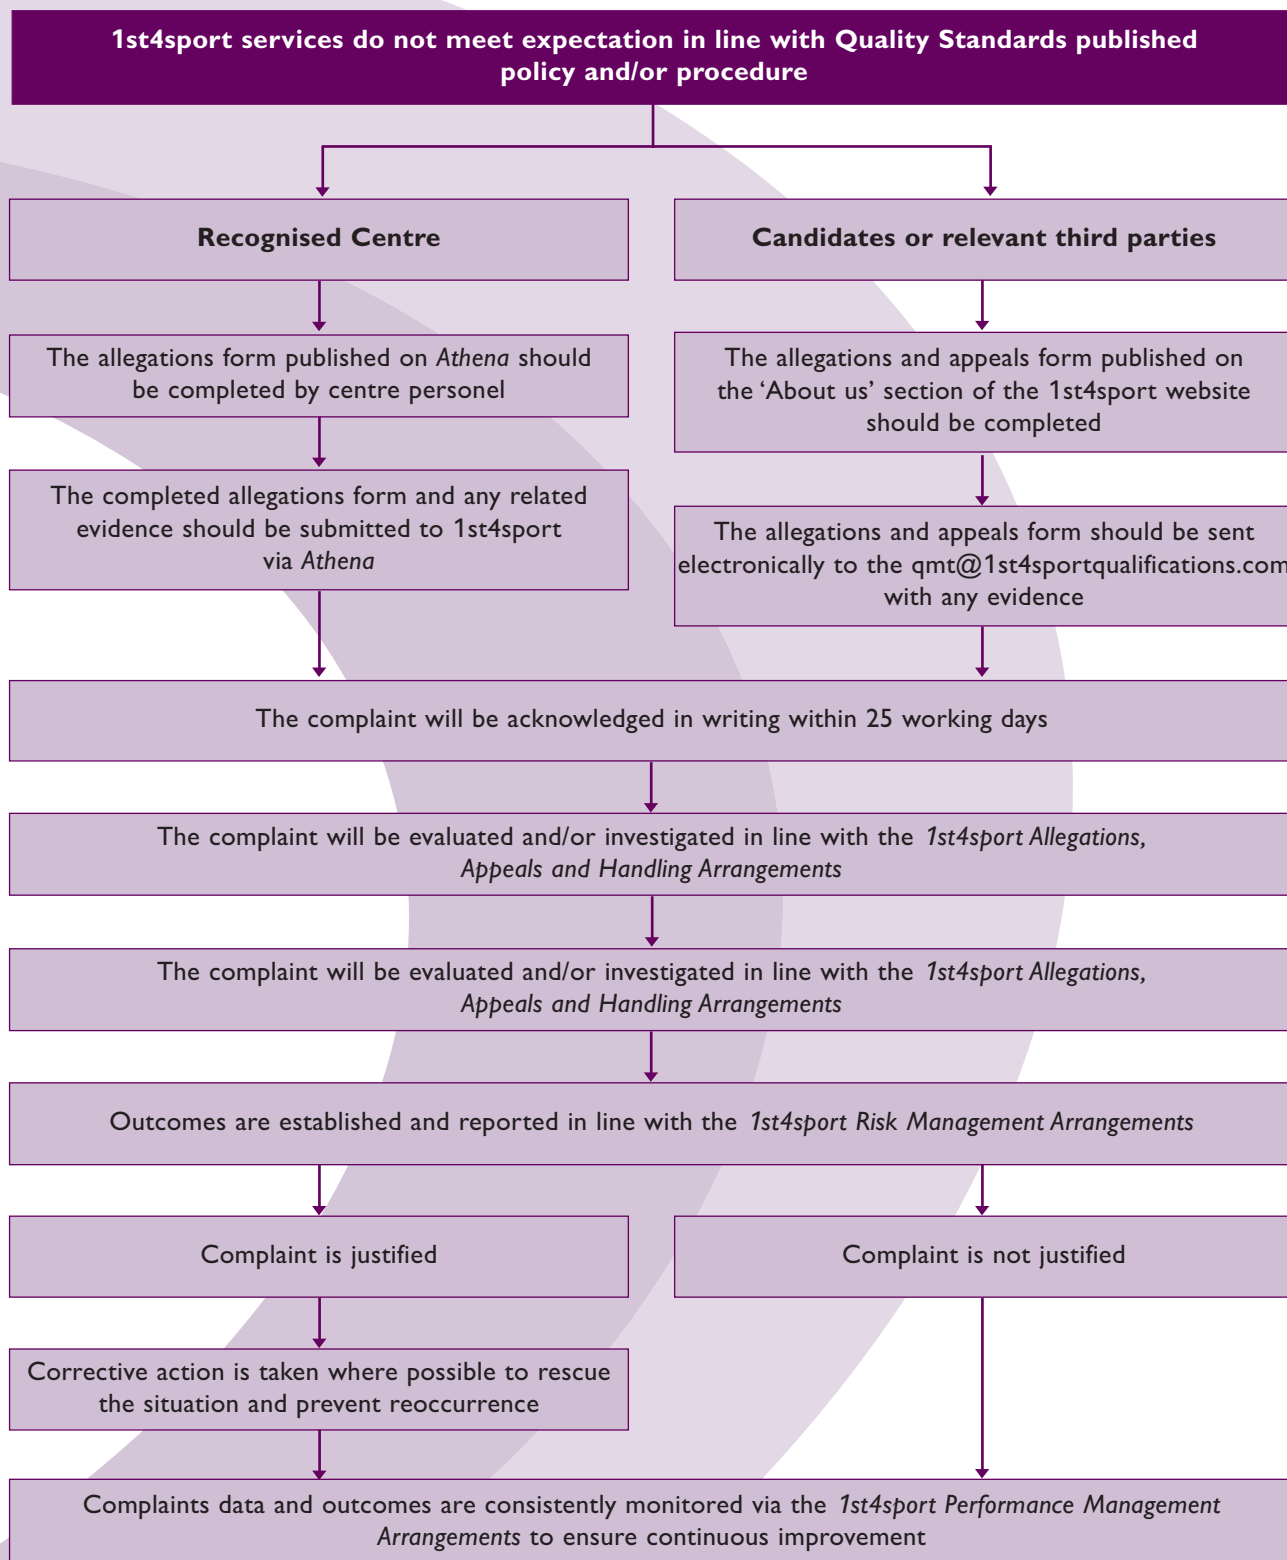 1st4sport services do not meet expectation in line with Quality Standards published
policy and/or procedure
Recognised Centre
Candidates or relevant third parties
The allegations form published on Athena should
be completed by centre personel
The allegations and appeals form published on
the ‘About us’ section of the 1st4sport website
should be completed
The completed allegations form and any related
evidence should be submitted to 1st4sport
via Athena
The allegations and appeals form should be sent
electronically to the qmt@1st4sportqualifications.com
with any evidence
The complaint will be acknowledged in writing within 25 working days
The complaint will be evaluated and/or investigated in line with the 1st4sport Allegations,
Appeals and Handling Arrangements
The complaint will be evaluated and/or investigated in line with the 1st4sport Allegations,
Appeals and Handling Arrangements
Outcomes are established and reported in line with the 1st4sport Risk Management Arrangements
Complaint is justified
Complaint is not justified
Corrective action is taken where possible to rescue
the situation and prevent reoccurrence
Complaints data and outcomes are consistently monitored via the 1st4sport Performance Management
Arrangements to ensure continuous improvement